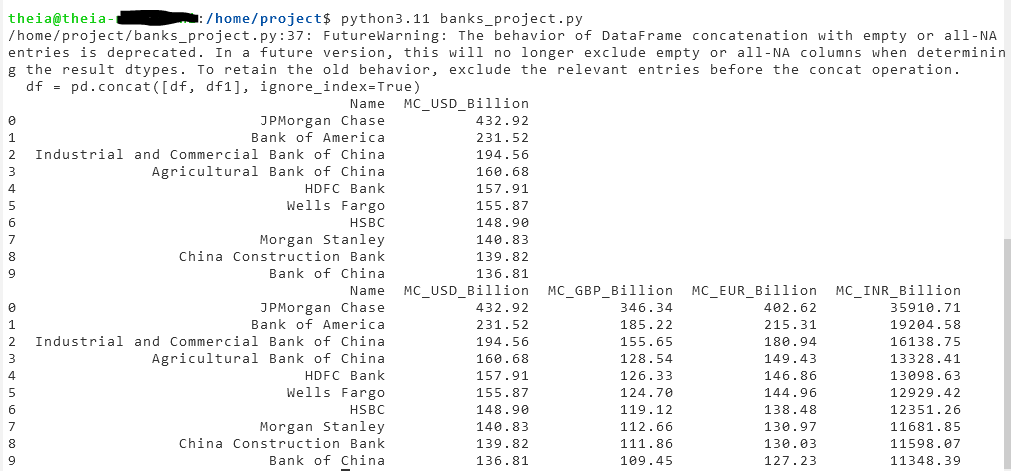 theia@theia-:/home/project$ python3.11 banks_project.py
/home/project/banks_project.py:37: FutureWarning: The behavior of DataFrame concatenation with empty or all-NA
entries is deprecated. In a future version, this will no longer exclude empty or all-NA columns when determinin
g the result dtypes. To retain the old behavior, exclude the relevant entries before the concat operation.
  df = pd.concat([df, df1], ignore_index=True)
                                      Name  MC_USD_Billion
0                           JPMorgan Chase          432.92
1                          Bank of America          231.52
2  Industrial and Commercial Bank of China          194.56
3               Agricultural Bank of China          160.68
4                                HDFC Bank          157.91
5                              Wells Fargo          155.87
6                                     HSBC          148.90
7                           Morgan Stanley          140.83
8                  China Construction Bank          139.82
9                            Bank of China          136.81
                                      Name  MC_USD_Billion  MC_GBP_Billion  MC_EUR_Billion  MC_INR_Billion
0                           JPMorgan Chase          432.92          346.34          402.62        35910.71
1                          Bank of America          231.52          185.22          215.31        19204.58
2  Industrial and Commercial Bank of China          194.56          155.65          180.94        16138.75
3               Agricultural Bank of China          160.68          128.54          149.43        13328.41
4                                HDFC Bank          157.91          126.33          146.86        13098.63
5                              Wells Fargo          155.87          124.70          144.96        12929.42
6                                     HSBC          148.90          119.12          138.48        12351.26
7                           Morgan Stanley          140.83          112.66          130.97        11681.85
8                  China Construction Bank          139.82          111.86          130.03        11598.07
9                            Bank of China          136.81          109.45          127.23        11348.39